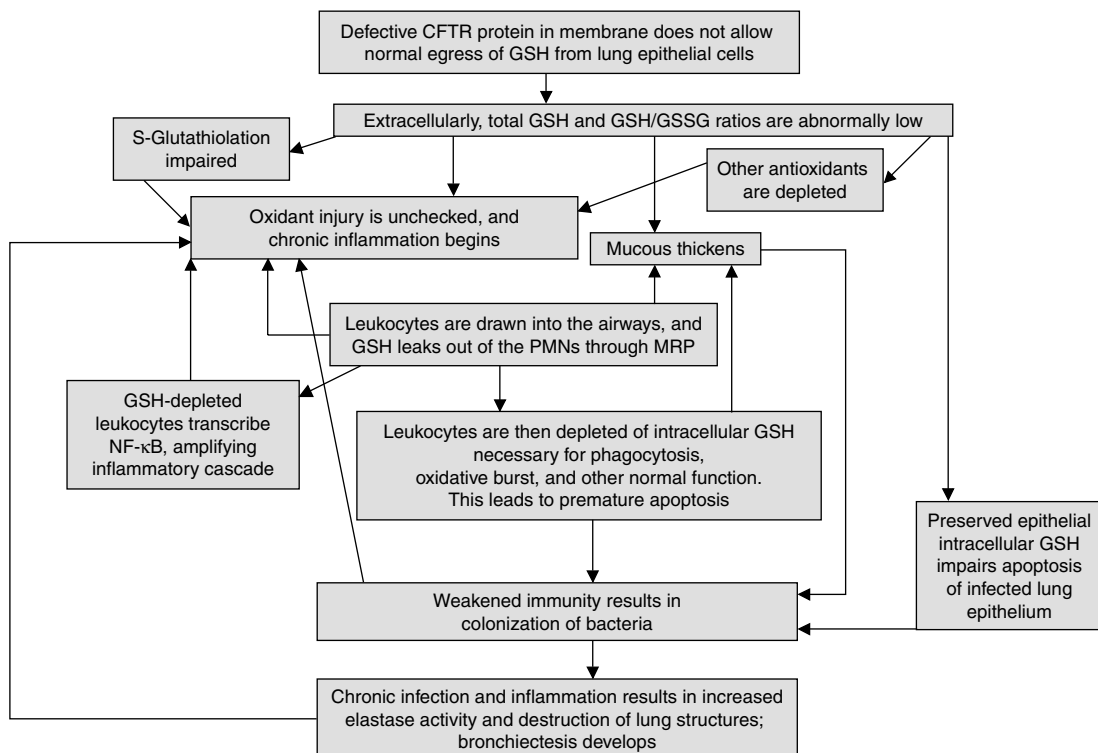 Defective CFTR protein in membrane does not allow
normal egress of GSH from lung epithelial cells
Extracellularly, total GSH and GSH/GSSG ratios are abnormally low
S-Glutathiolation
impaired
Other antioxidants
are depleted
Oxidant injury is unchecked, and
chronic inflammation begins
Mucous thickens
Leukocytes are drawn into the airways, and
GSH leaks out of the PMNs through MRP
GSH-depleted
leukocytes transcribe
NF-κB, amplifying
inflammatory cascade
Leukocytes are then depleted of intracellular GSH
necessary for phagocytosis,
oxidative burst, and other normal function.
This leads to premature apoptosis
Preserved epithelial
intracellular GSH
impairs apoptosis
of infected lung
epithelium
Weakened immunity results in
colonization of bacteria
Chronic infection and inflammation results in increased
elastase activity and destruction of lung structures;
bronchiectesis develops